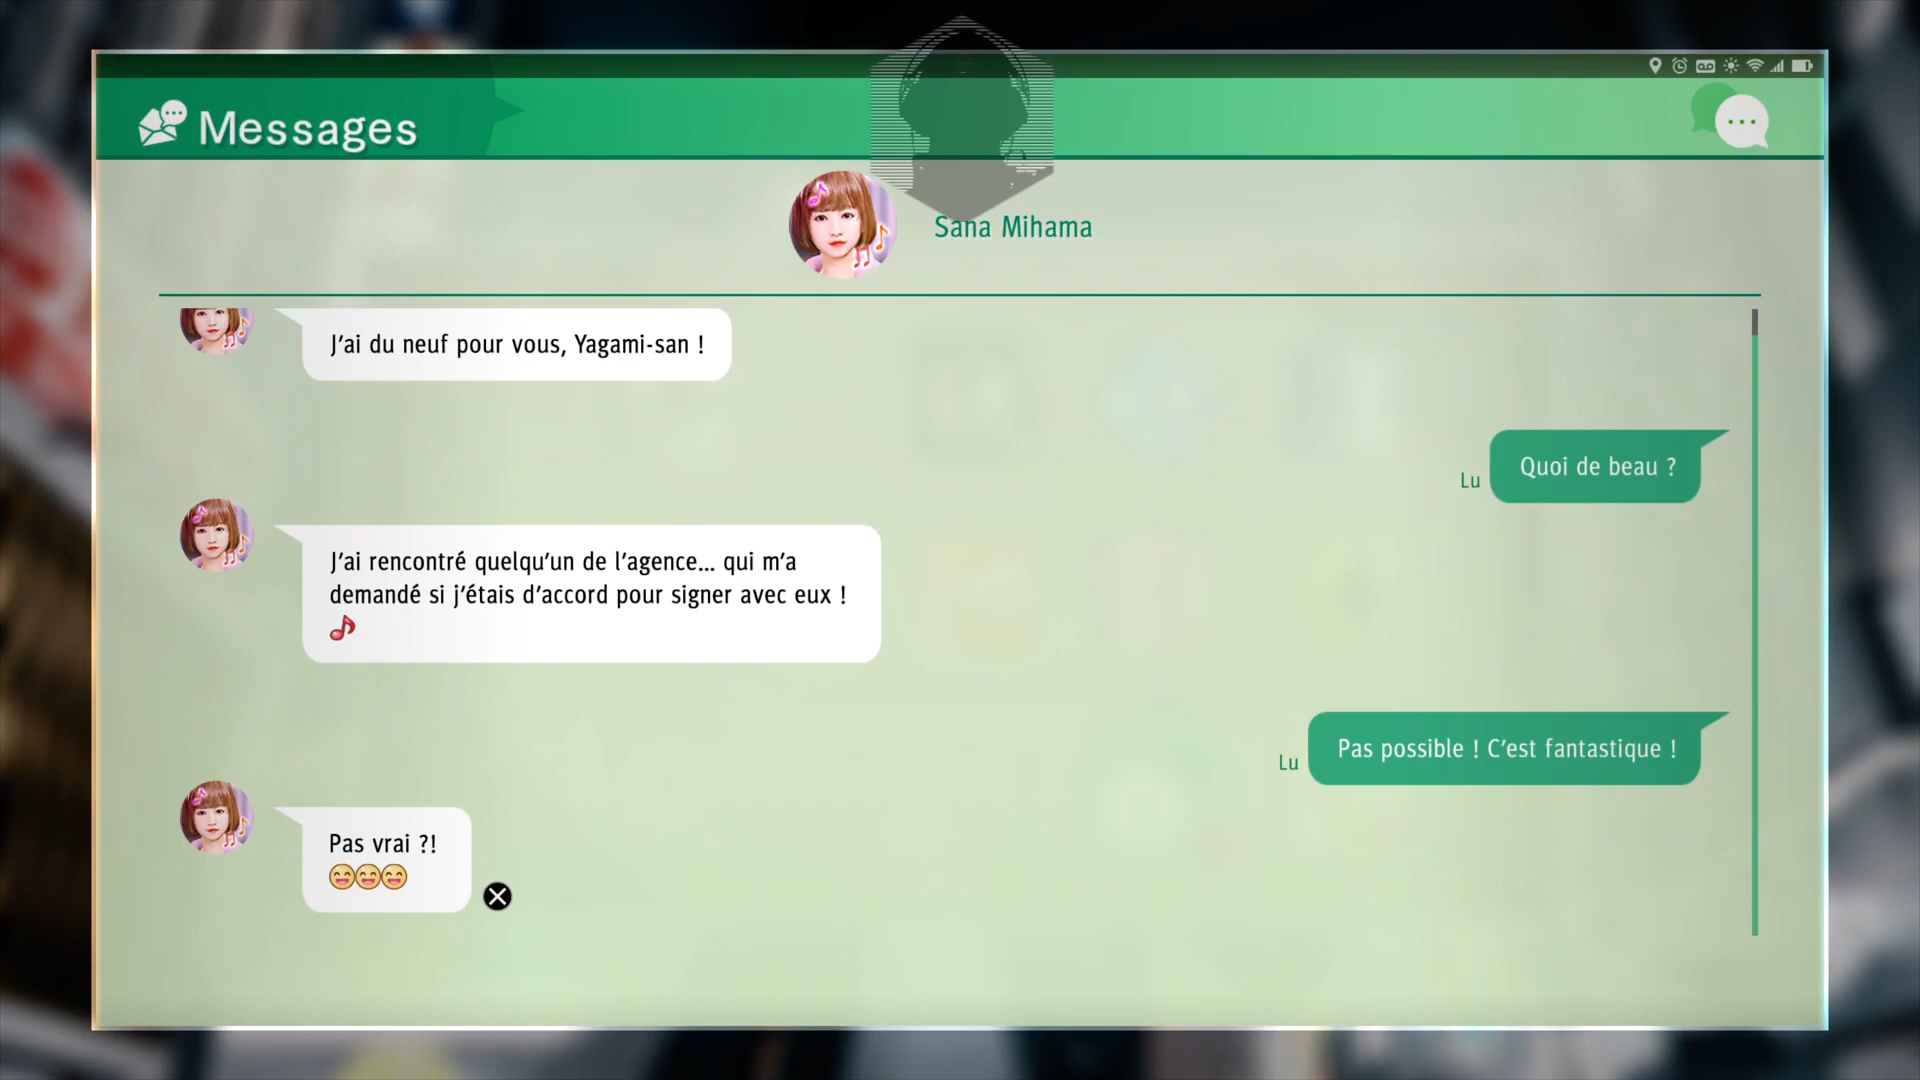 Messages
Sana Mihama
J’ai du neuf pour vous, Yagami-san !
Quoi de beau ?
Lu
J’ai rencontré quelqu’un de l’agence... qui m’a
demandé si j’étais d’accord pour signer avec eux !
Pas possible ! C’est fantastique !
Lu
Pas vrai ?!